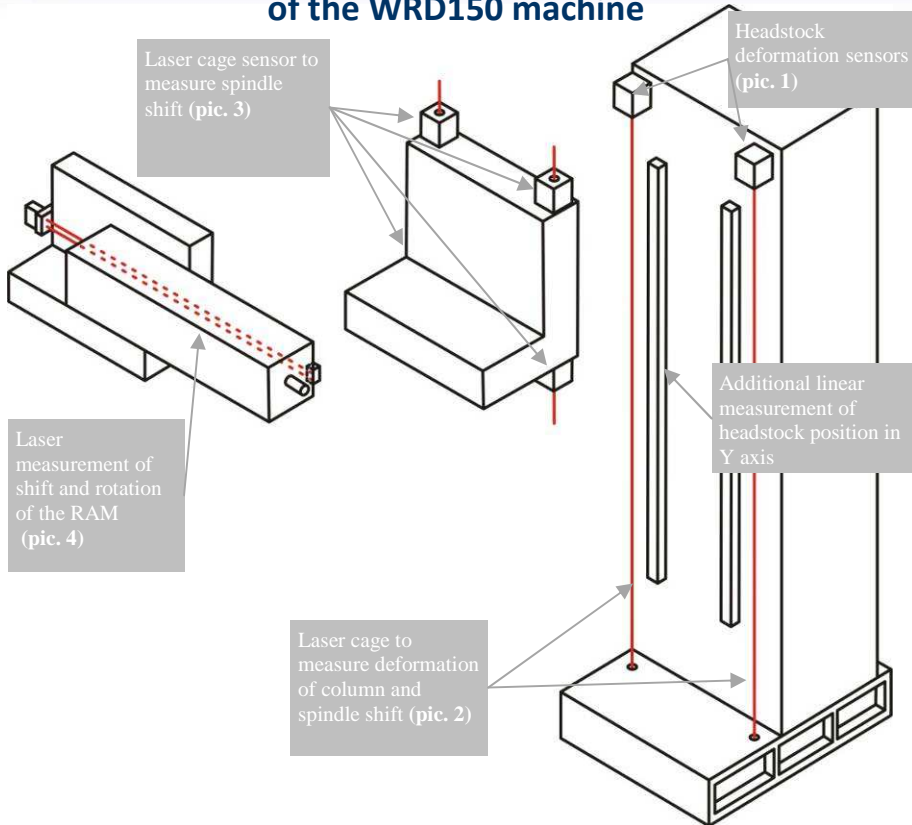 of the WRD150 machine
Laser cage sensor to
measure spindle
shift (pic. 3)
Headstock
deformation sensors
(pic. 1)
Additional linear
measurement of
headstock position in
Y axis
Laser
measurement of
shift and rotation
of the RAM
(pic. 4)
Laser cage to
measure deformation
of column and
spindle shift (pic. 2)